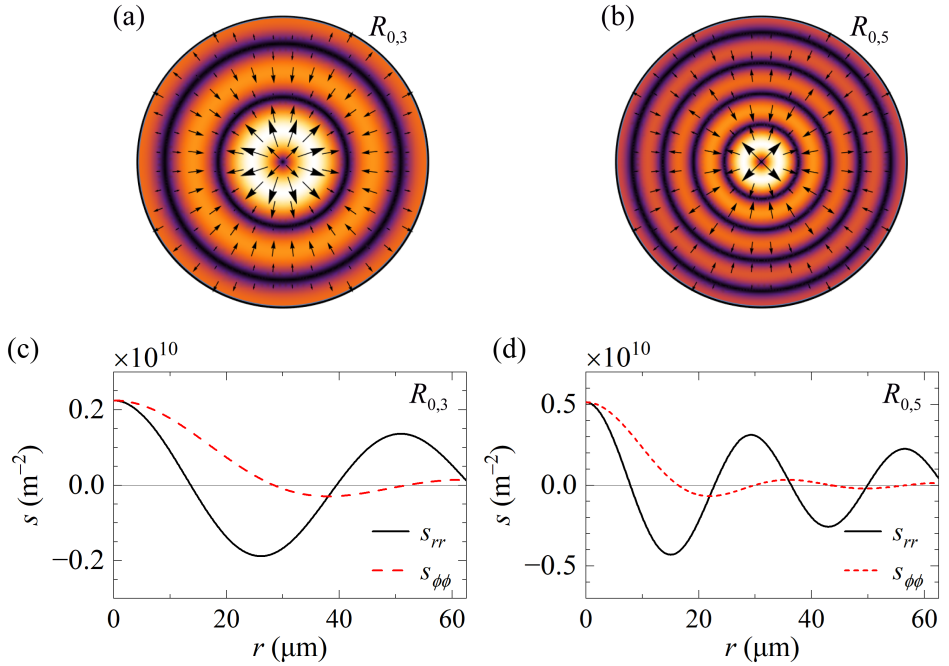 (a)
R0,3
(b)
R0,5
(c)
×10^10
R0,3
0.2
0.0
−0.2
s (m^−2)
s_rr
s_ϕϕ
0 20 40 60
r (μm)
(d)
×10^10
R0,5
0.5
0.0
−0.5
s (m^−2)
s_rr
s_ϕϕ
0 20 40 60
r (μm)